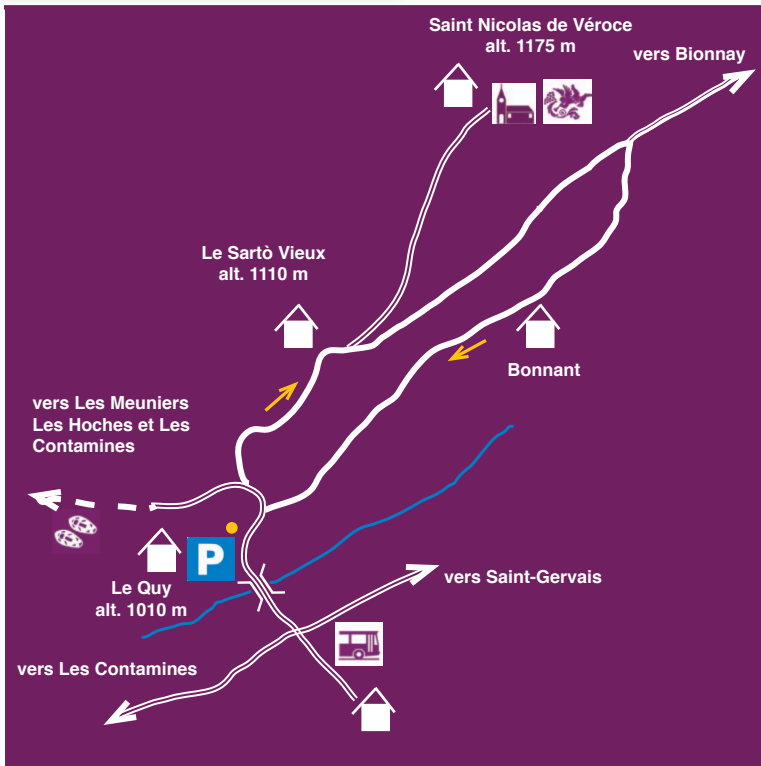 Saint Nicolas de Véroce
alt. 1175 m
vers Bionnay
Le Sartò Vieux
alt. 1110 m
Bonnant
vers Les Meuniers
Les Hoches et Les
Contamines
P
Le Quy
alt. 1010 m
vers Saint-Gervais
vers Les Contamines